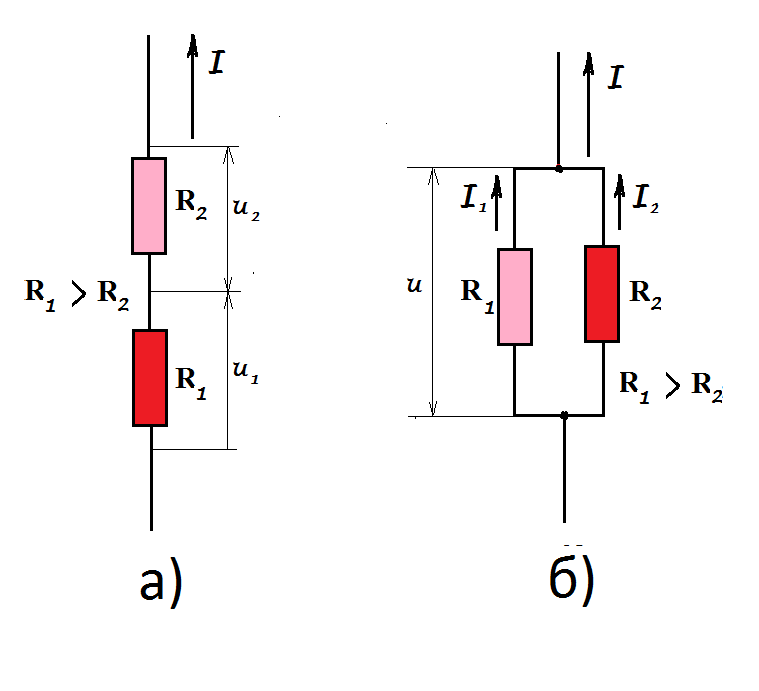 I
R₂
u₂
R₁ > R₂
R₁
u₁
а)
I
I₁
I₂
u
R₁
R₂
R₁ > R₂
б)